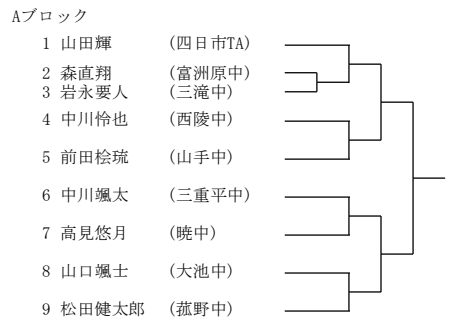 Aブロック
1 山田輝 (四日市TA)
2 森直翔 (富洲原中)
3 岩永要人 (三滝中)
4 中川怜也 (西陵中)
5 前田桧琉 (山手中)
6 中川颯太 (三重平中)
7 高見悠月 (暁中)
8 山口颯士 (大池中)
9 松田健太郎 (菰野中)